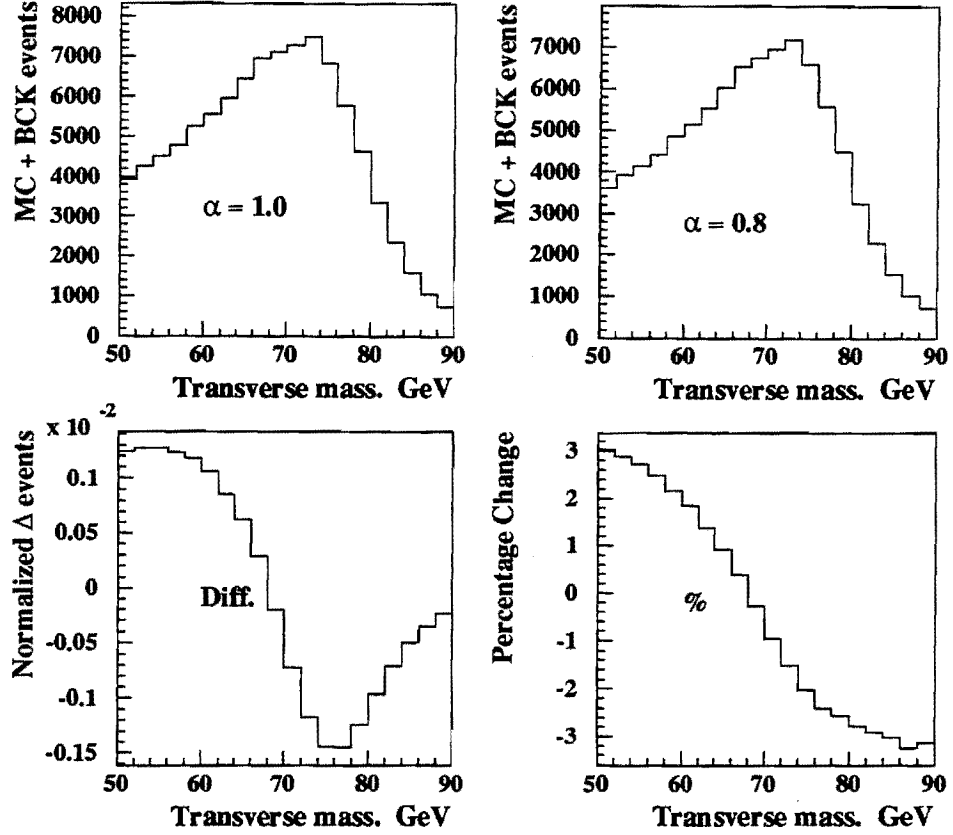 MC + BCK events
8000
7000
6000
5000
4000
3000
2000
1000
0
α = 1.0
50 60 70 80 90
Transverse mass. GeV
MC + BCK events
7000
6000
5000
4000
3000
2000
1000
0
α = 0.8
50 60 70 80 90
Transverse mass. GeV
x 10 -2
Normalized Δ events
0.1
0.05
0
-0.05
-0.1
-0.15
Diff.
50 60 70 80 90
Transverse mass. GeV
Percentage Change
3
2
1
0
-1
-2
-3
%
50 60 70 80 90
Transverse mass. GeV